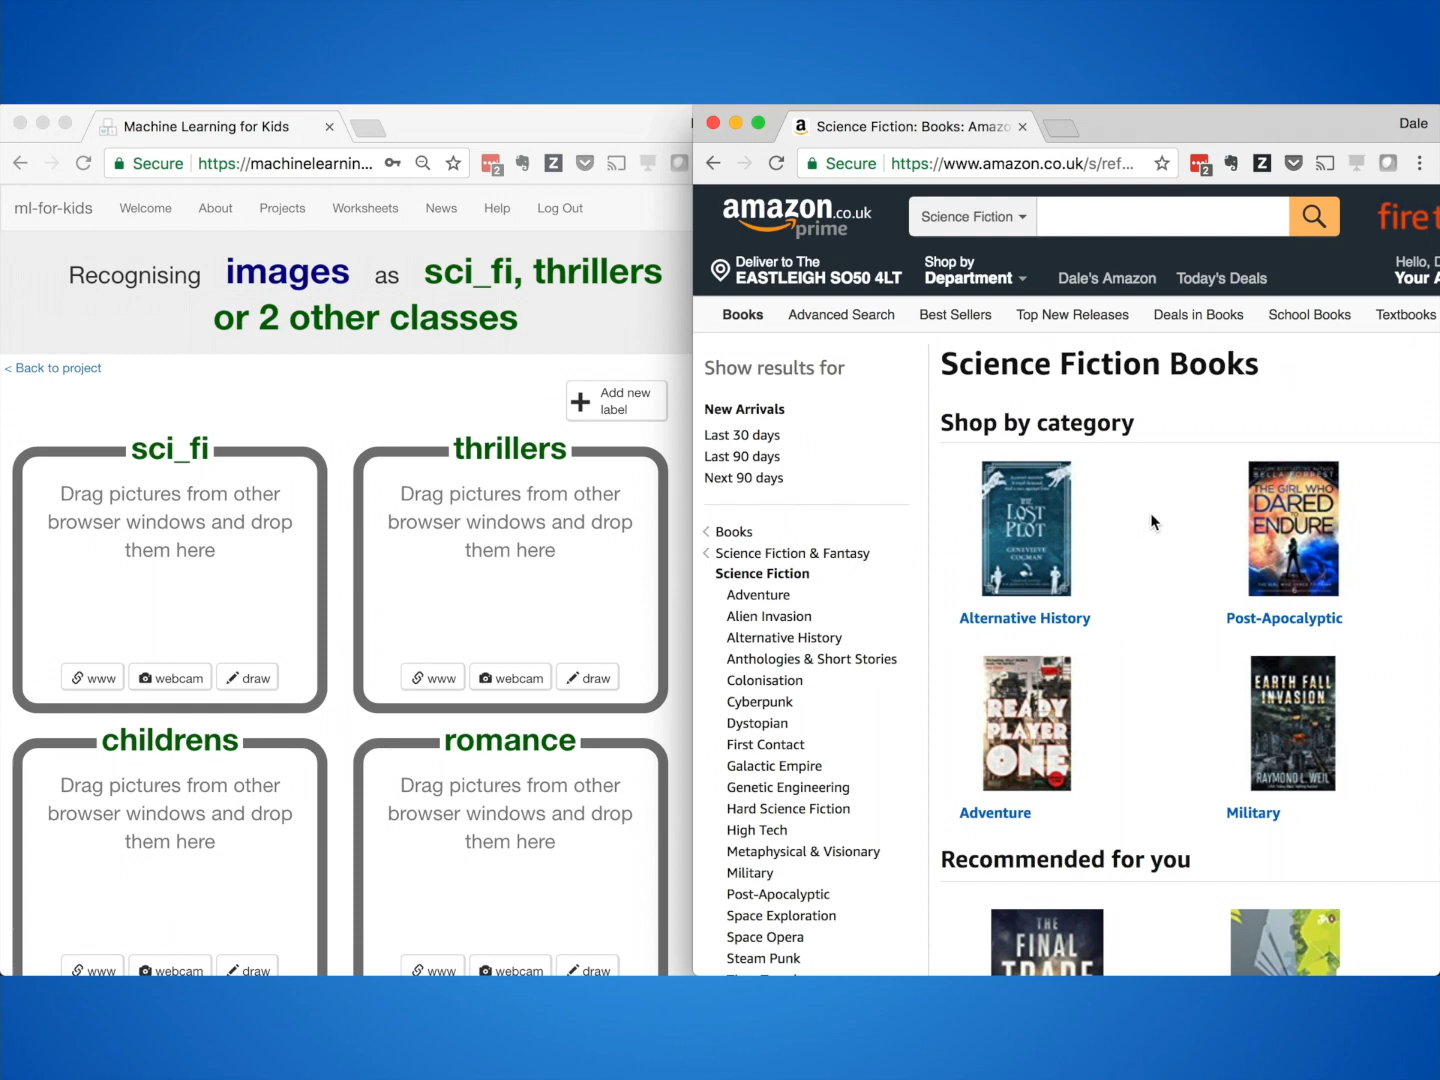 Machine Learning for Kids
Secure
https://machinelearnin...
2
Z
ml-for-kids
Welcome
About
Projects
Worksheets
News
Help
Log Out
Recognising images as sci_fi, thrillers
or 2 other classes
< Back to project
Add new
label
sci_fi
Drag pictures from other
browser windows and drop
them here
www
webcam
draw
thrillers
Drag pictures from other
browser windows and drop
them here
www
webcam
draw
childrens
Drag pictures from other
browser windows and drop
them here
www
webcam
draw
romance
Drag pictures from other
browser windows and drop
them here
www
webcam
draw
a
Science Fiction: Books: Amazo
Dale
Secure
https://www.amazon.co.uk/s/ref...
2
Z
amazon.co.uk
prime
Science Fiction
fire t
Deliver to The
EASTLEIGH SO50 4LT
Shop by
Department
Dale's Amazon
Today's Deals
Hello, D
Your A
Books
Advanced Search
Best Sellers
Top New Releases
Deals in Books
School Books
Textbooks
Show results for
New Arrivals
Last 30 days
Last 90 days
Next 90 days
Books
Science Fiction & Fantasy
Science Fiction
Adventure
Alien Invasion
Alternative History
Anthologies & Short Stories
Colonisation
Cyberpunk
Dystopian
First Contact
Galactic Empire
Genetic Engineering
Hard Science Fiction
High Tech
Metaphysical & Visionary
Military
Post-Apocalyptic
Space Exploration
Space Opera
Steam Punk
Science Fiction Books
Shop by category
THE
LOST
PLOT
GENEVIEVE
COGMAN
Alternative History
BELLA FORREST
THE GIRL WHO
DARED
TO
ENDURE
6
Post-Apocalyptic
READY
PLAYER
ONE
Adventure
EARTH FALL
INVASION
RAYMOND L. WEIL
Military
Recommended for you
THE
FINAL
TRADE